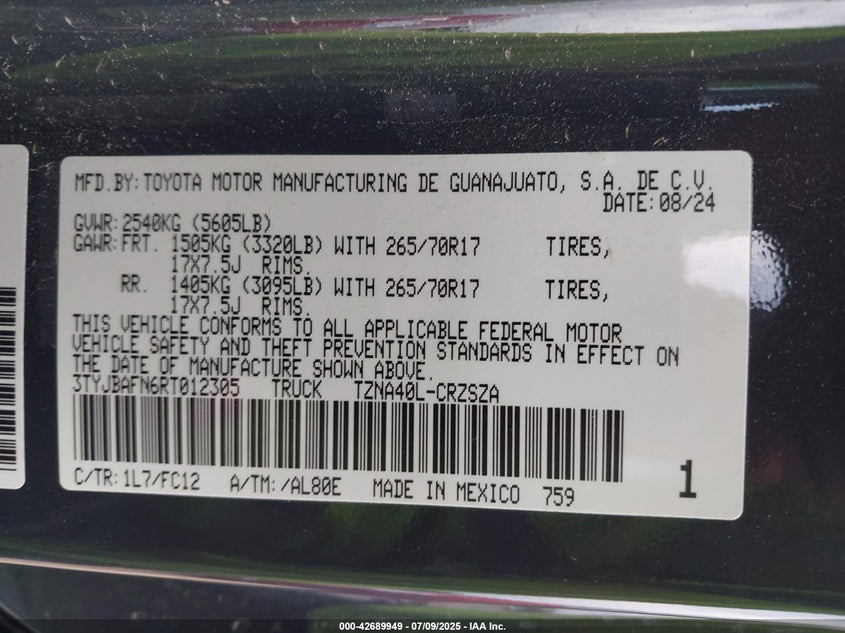 MFD.BY: TOYOTA MOTOR MANUFACTURING DE GUANAJUATO, S.A. DE C.V.
DATE: 08/24
GVWR: 2540KG (5605LB)
GAWR: FRT. 1505KG (3320LB) WITH 265/70R17 TIRES,
17X7.5J RIMS.
RR. 1405KG (3095LB) WITH 265/70R17 TIRES,
17X7.5J RIMS.
THIS VEHICLE CONFORMS TO ALL APPLICABLE FEDERAL MOTOR
VEHICLE SAFETY AND THEFT PREVENTION STANDARDS IN EFFECT ON
THE DATE OF MANUFACTURE SHOWN ABOVE.
3TYJBAFN6RT012305 TRUCK TZNA40L-CRZSZA
C/TR: 1L7/FC12 A/TM: /AL80E MADE IN MEXICO 759
1
000-42689949 - 07/09/2025 - IAA Inc.